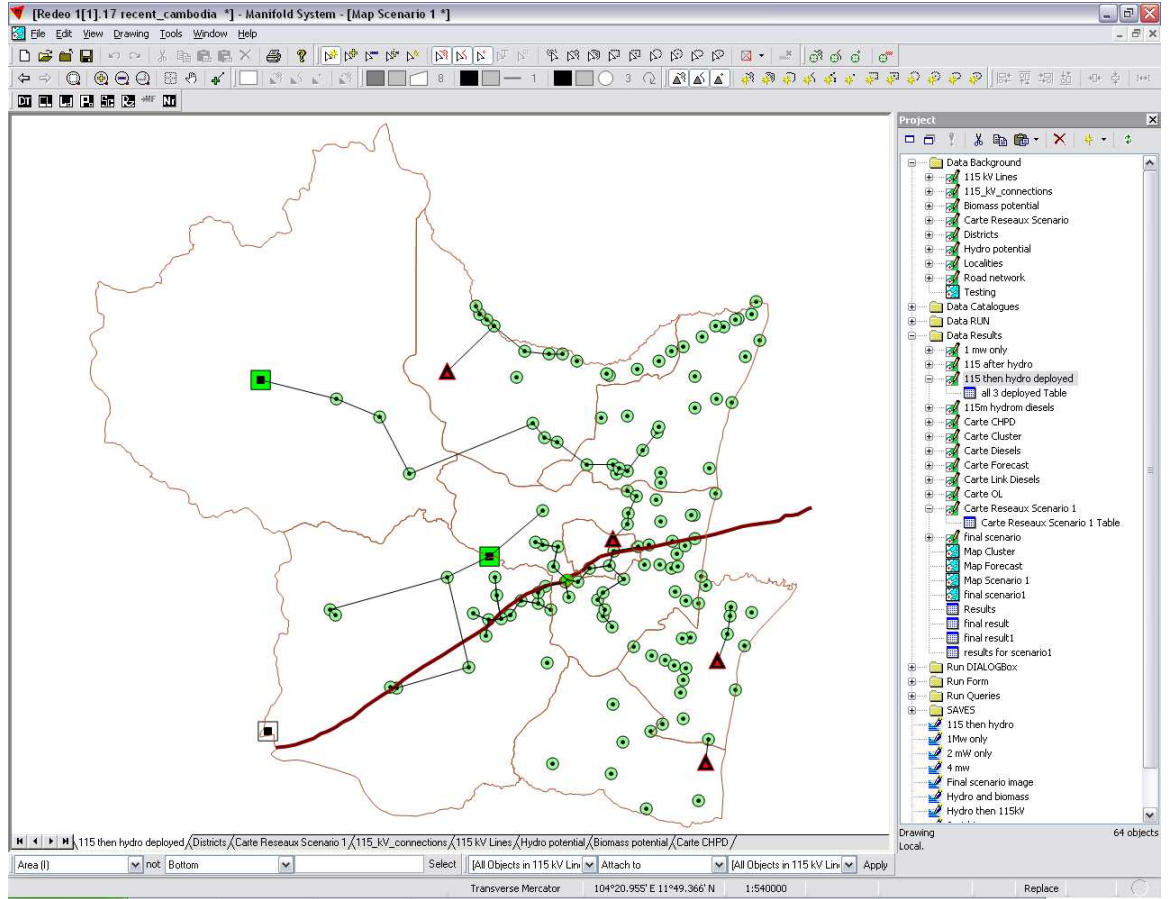 [Redeo 1[1].17 recent_cambodia *] - Manifold System - [Map Scenario 1 *]
File Edit View Drawing Tools Window Help
8 1 3
Project
Data Background
115 kV Lines
115_kV_connections
Biomass potential
Carte Reseaux Scenario
Districts
Hydro potential
Localities
Road network
Testing
Data Catalogues
Data RUN
Data Results
1 mw only
115 after hydro
115 then hydro deployed
all 3 deployed Table
115m hydrom diesels
Carte CHPD
Carte Cluster
Carte Diesels
Carte Forecast
Carte Link Diesels
Carte OL
Carte Reseaux Scenario 1
Carte Reseaux Scenario 1 Table
final scenario
Map Cluster
Map Forecast
Map Scenario 1
final scenario1
Results
final result
final result1
results for scenario1
Run DIALOGBox
Run Form
Run Queries
SAVES
115 then hydro
1Mw only
2 mW only
4 mw
Final scenario image
Hydro and biomass
Hydro then 115kV
Drawing 64 objects
Local.
115 then hydro deployed Districts Carte Reseaux Scenario 1 115_kV_connections 115 kV Lines Hydro potential Biomass potential Carte CHPD
Area (I) not Bottom Select [All Objects in 115 kV Lin Attach to [All Objects in 115 kV Lin Apply
Transverse Mercator 104°20.955' E 11°49.366' N 1:540000 Replace